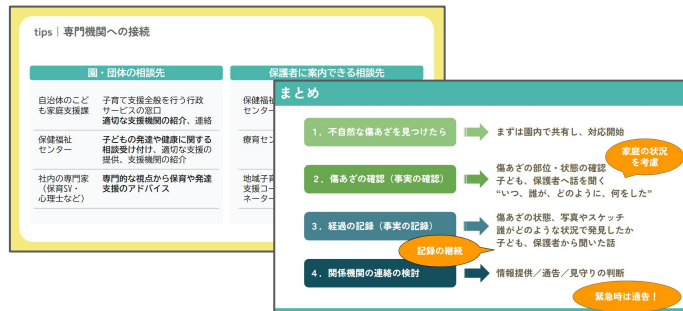 tips｜専門機関への接続
園・団体の相談先
保護者に案内できる相談先
自治体のこど
も家庭支援課
子育て支援全般を行う行政
サービスの窓口
適切な支援機関の紹介、連絡
保健福祉
センター
子どもの発達や健康に関する
相談受け付け、適切な支援の
提供、支援機関の紹介
社内の専門家
（保育SV・
心理士など）
専門的な視点から保育や発達
支援のアドバイス
保健福祉
センター
療育セン
地域子育
支援コー
ネーター
まとめ
1．不自然な傷あざを見つけたら
まずは園内で共有し、対応開始
家庭の状況
を考慮
2．傷あざの確認（事実の確認）
傷あざの部位・状態の確認
子ども、保護者へ話を聞く
“いつ、誰が、どのように、何をした”
3．経過の記録（事実の記録）
傷あざの状態、写真やスケッチ
誰がどのような状況で発見したか
子ども、保護者から聞いた話
記録の継続
4．関係機関の連絡の検討
情報提供／通告／見守りの判断
緊急時は通告！